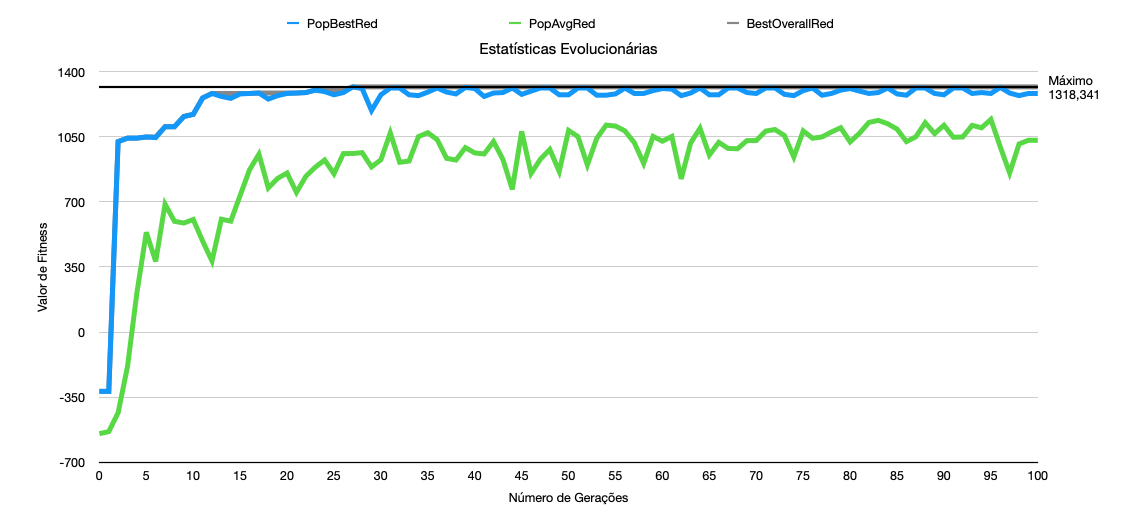 PopBestRed PopAvgRed BestOverallRed
Estatísticas Evolucionárias
1400
1050
700
350
0
-350
-700
Valor de Fitness
Máximo
1318,341
0 5 10 15 20 25 30 35 40 45 50 55 60 65 70 75 80 85 90 95 100
Número de Gerações